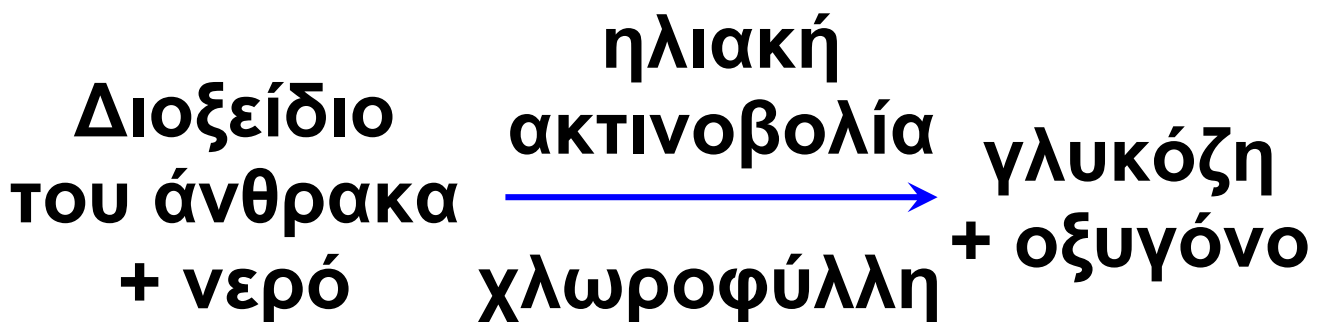 Διοξείδιο
του άνθρακα
+ νερό
ηλιακή
ακτινοβολία
χλωροφύλλη
γλυκόζη
+ οξυγόνο